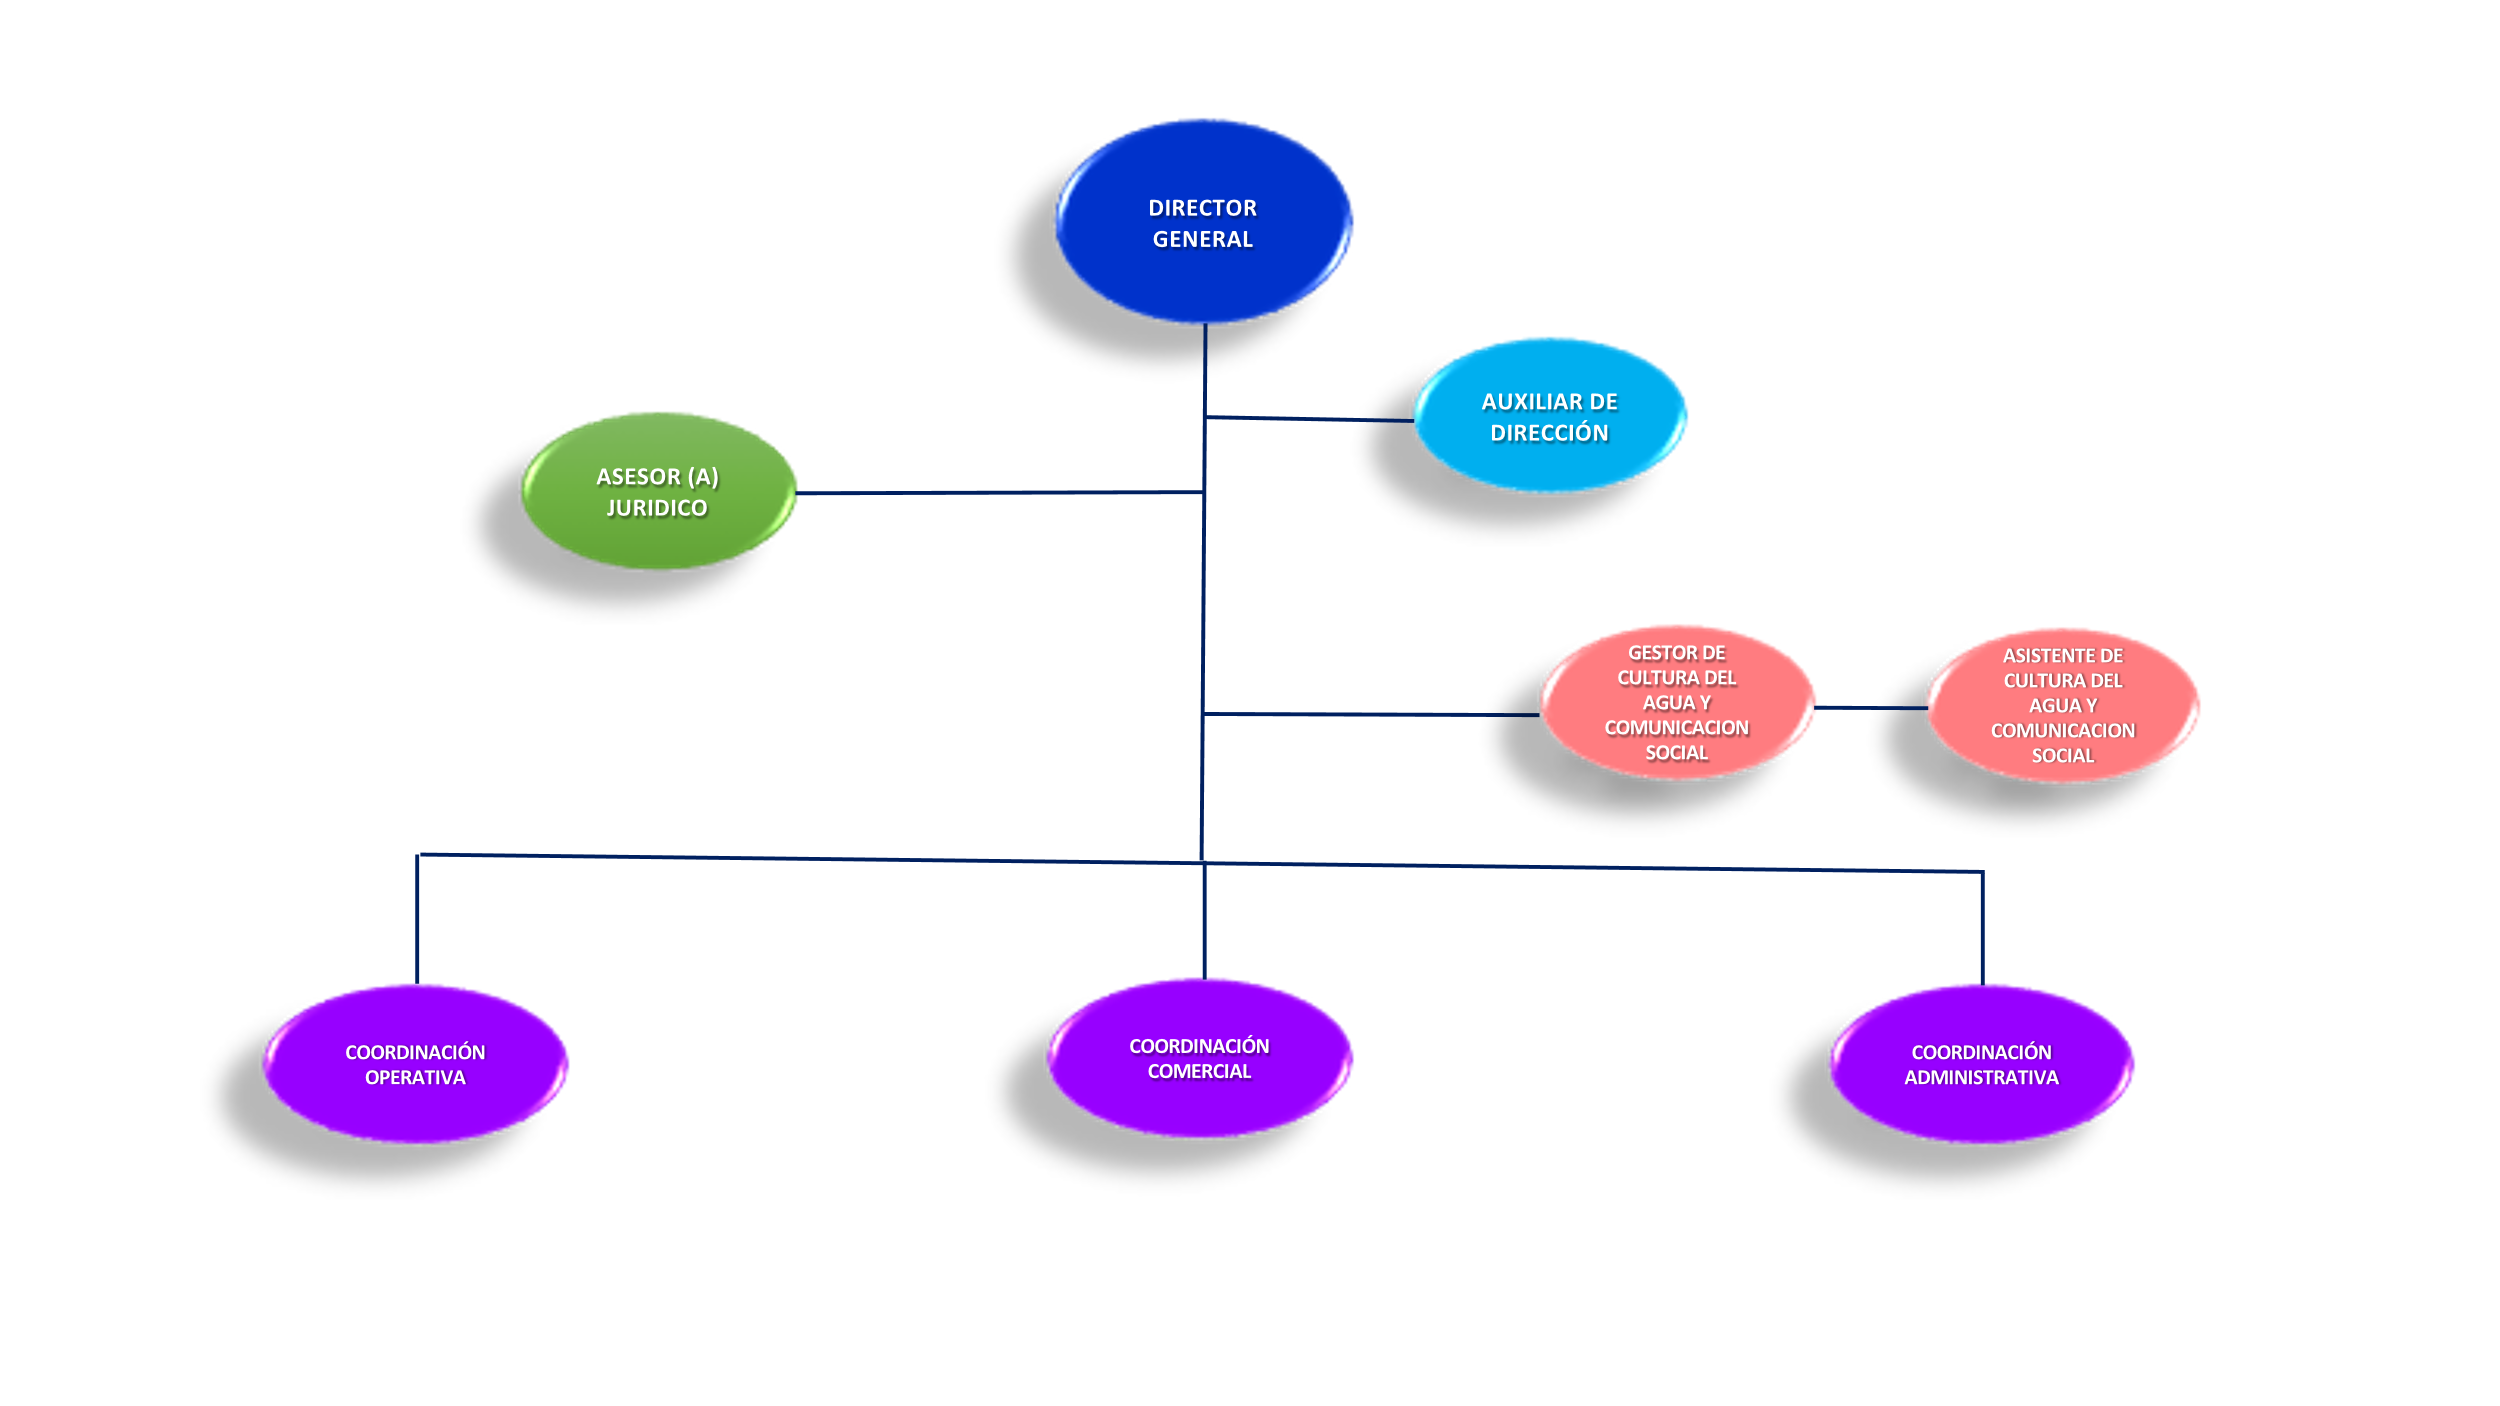 DIRECTOR
GENERAL
AUXILIAR DE
DIRECCIÓN
ASESOR (A)
JURIDICO
GESTOR DE
CULTURA DEL
AGUA Y
COMUNICACION
SOCIAL
ASISTENTE DE
CULTURA DEL
AGUA Y
COMUNICACION
SOCIAL
COORDINACIÓN
OPERATIVA
COORDINACIÓN
COMERCIAL
COORDINACIÓN
ADMINISTRATIVA